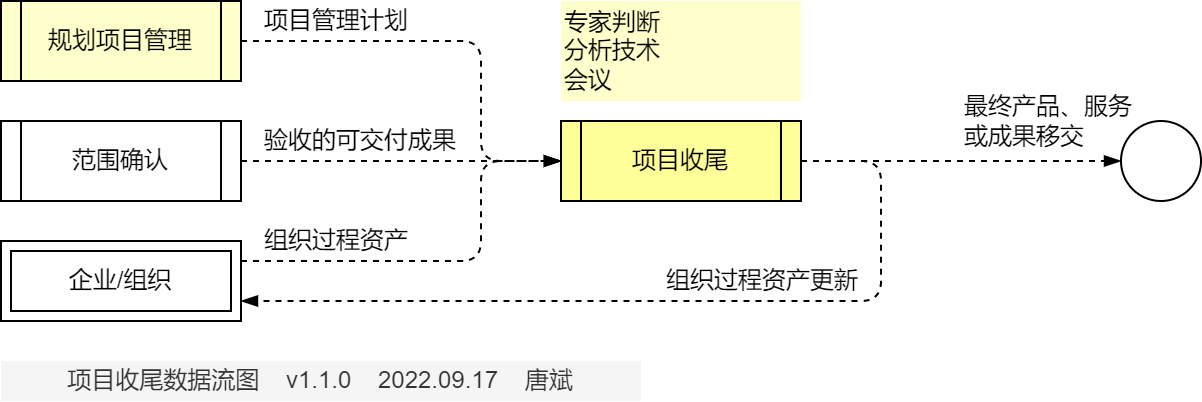 规划项目管理
项目管理计划
专家判断
分析技术
会议
范围确认
验收的可交付成果
项目收尾
最终产品、服务
或成果移交
企业/组织
组织过程资产
组织过程资产更新
项目收尾数据流图 v1.1.0 2022.09.17 唐斌